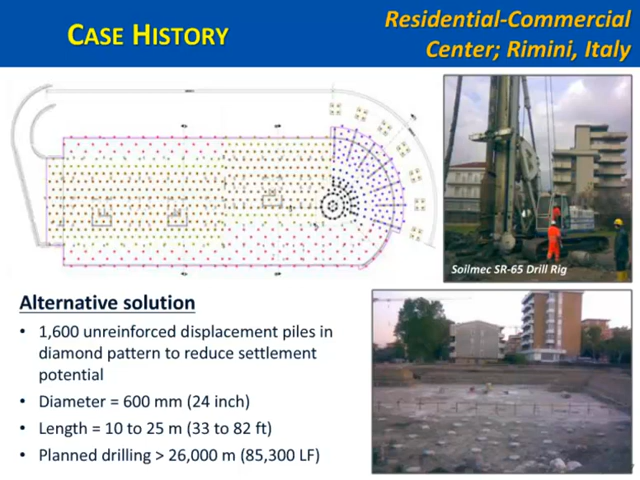 CASE HISTORY
Residential-Commercial
Center; Rimini, Italy
Soilmec SR-65 Drill Rig
Alternative solution
• 1,600 unreinforced displacement piles in
diamond pattern to reduce settlement
potential
• Diameter = 600 mm (24 inch)
• Length = 10 to 25 m (33 to 82 ft)
• Planned drilling > 26,000 m (85,300 LF)